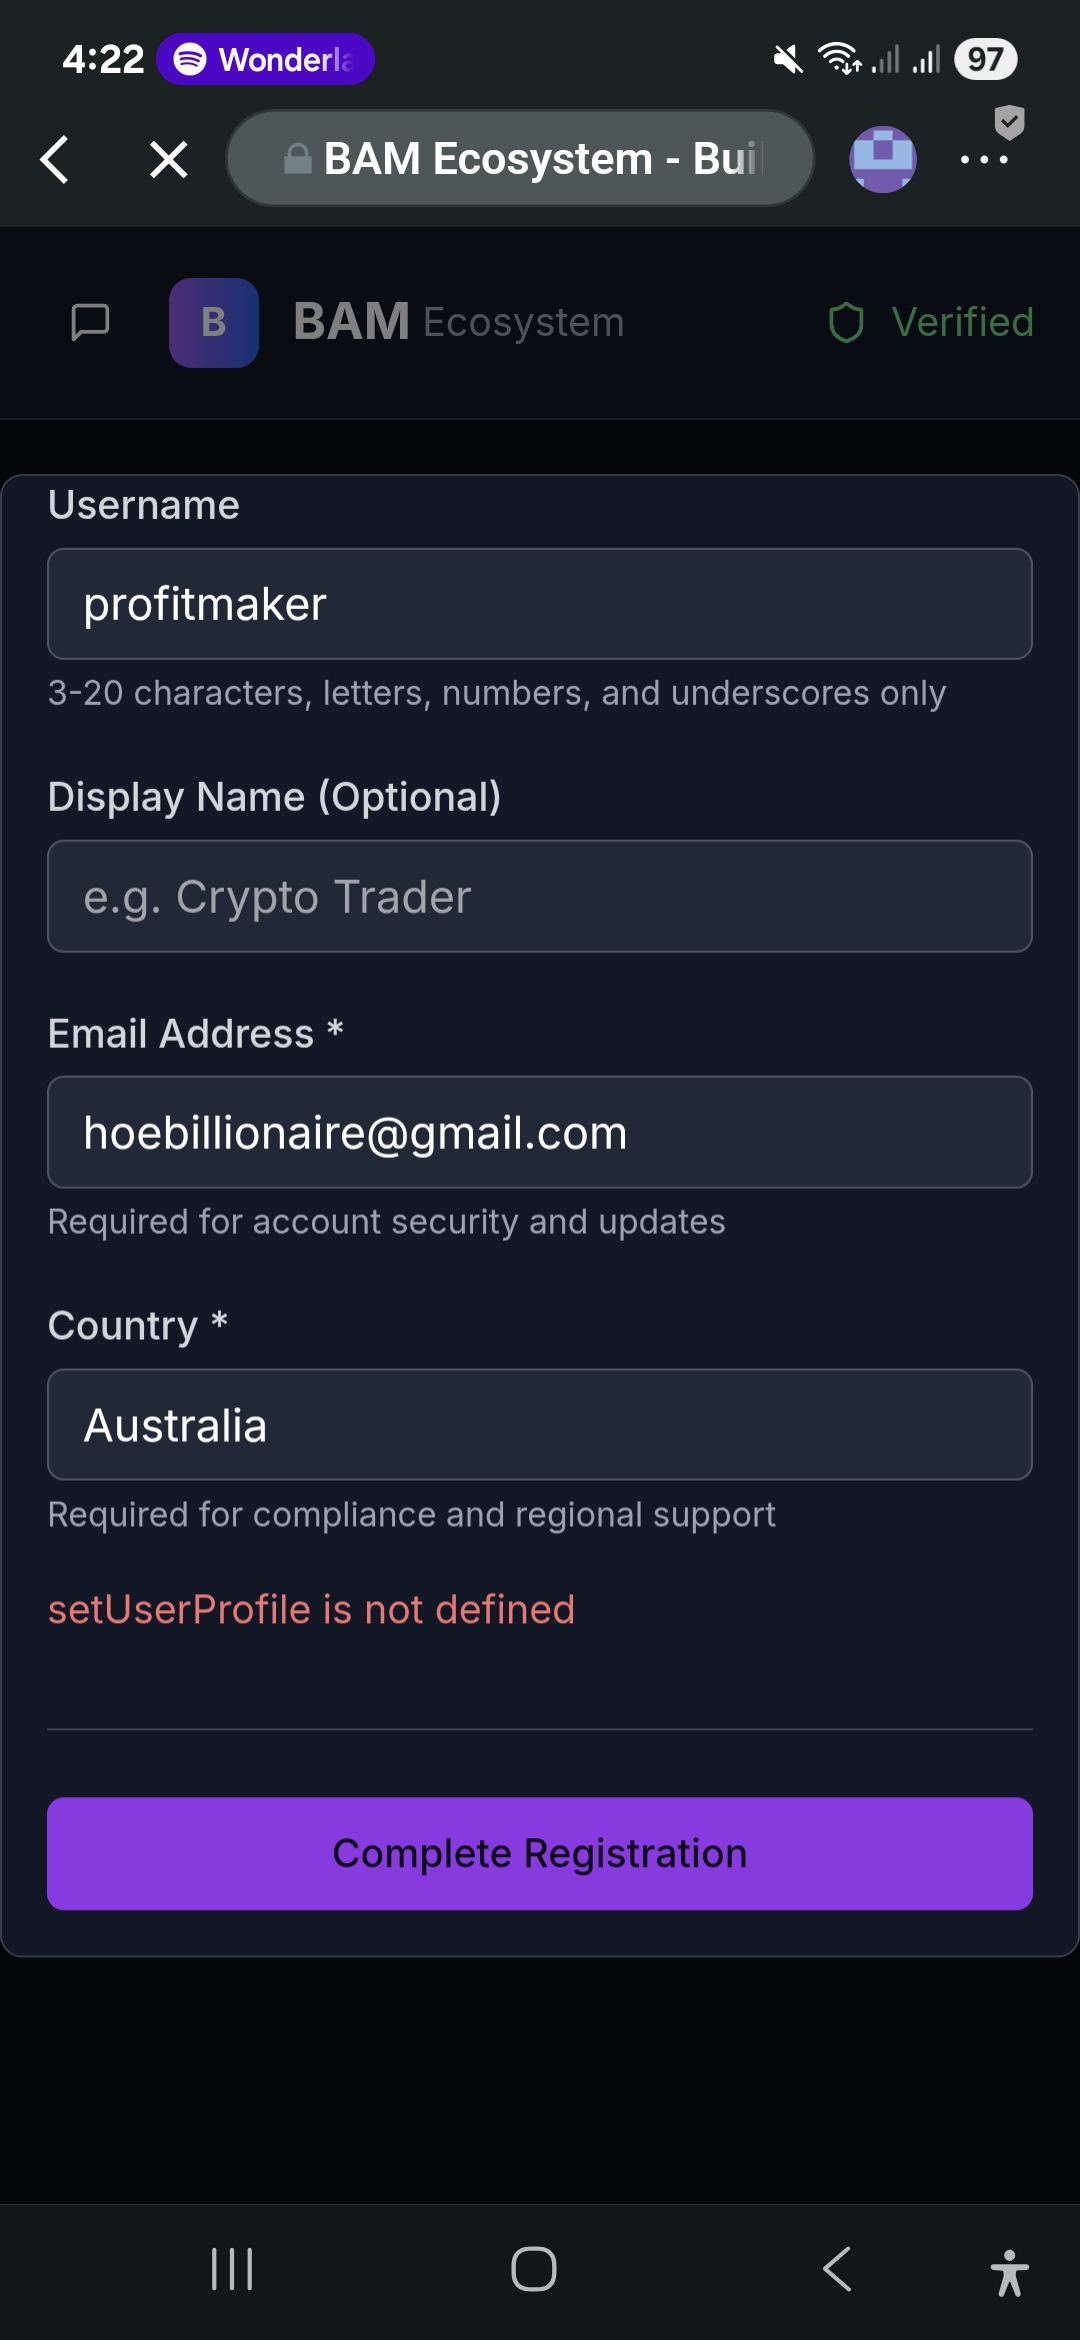 4:22 Wonderla 97
BAM Ecosystem - Bui
B BAM Ecosystem Verified
Username
profitmaker
3-20 characters, letters, numbers, and underscores only
Display Name (Optional)
e.g. Crypto Trader
Email Address *
hoebillionaire@gmail.com
Required for account security and updates
Country *
Australia
Required for compliance and regional support
setUserProfile is not defined
Complete Registration